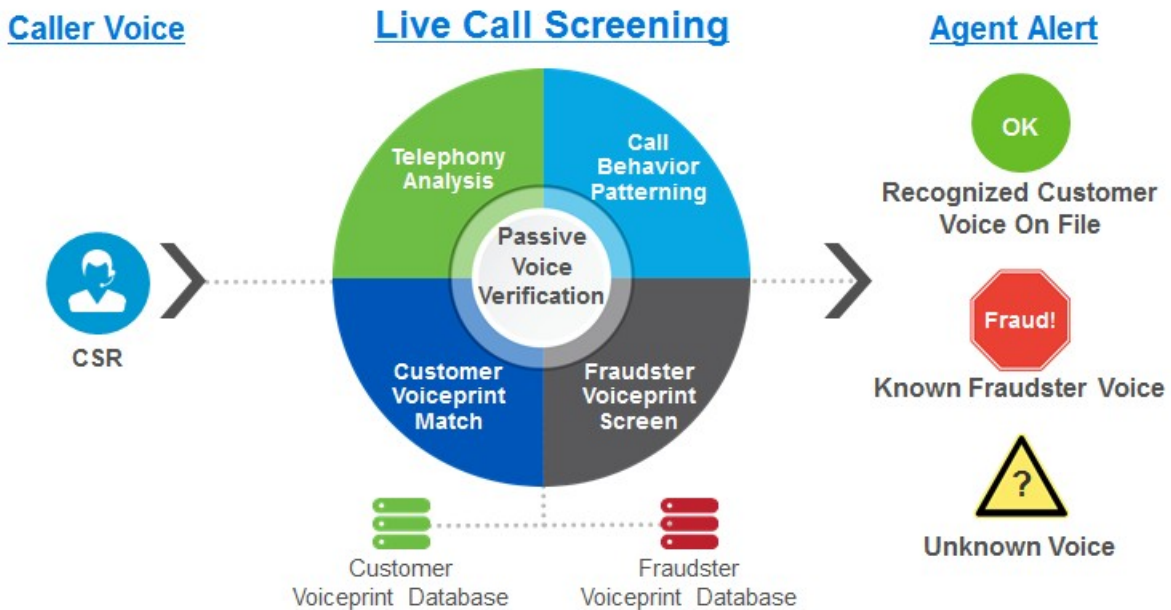 Caller Voice
Live Call Screening
Agent Alert
Telephony
Analysis
Call
Behavior
Patterning
Passive
Voice
Verification
Customer
Voiceprint
Match
Fraudster
Voiceprint
Screen
CSR
Customer
Voiceprint Database
Fraudster
Voiceprint Database
OK
Recognized Customer
Voice On File
Fraud!
Known Fraudster Voice
?
Unknown Voice